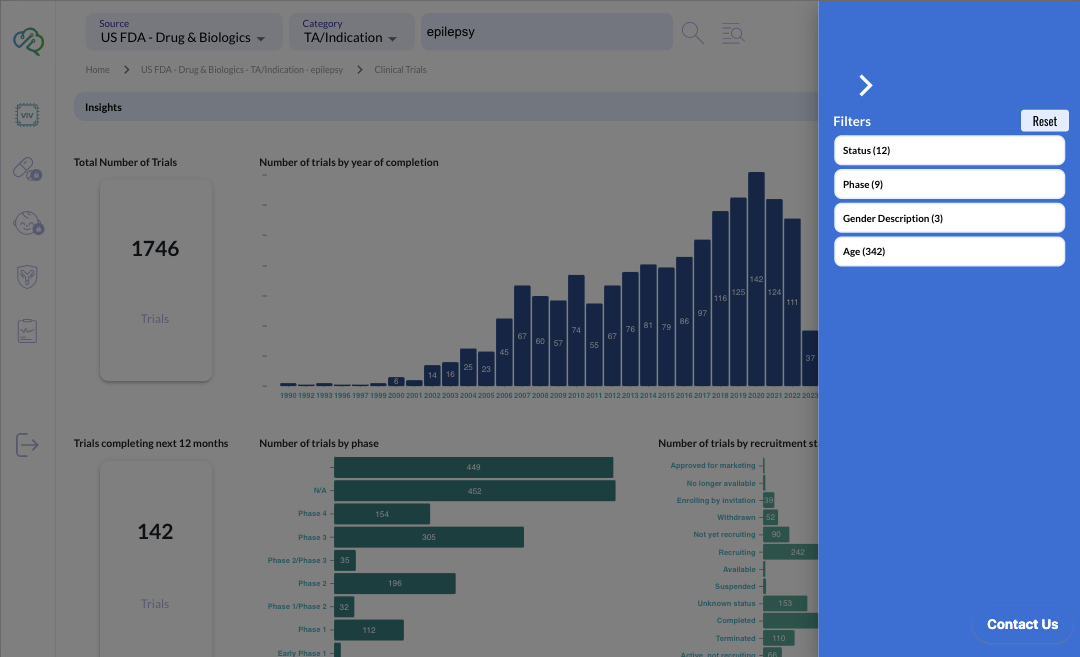 Source
US FDA - Drug & Biologics
Category
TA/Indication
epilepsy
Home > US FDA - Drug & Biologics - TA/Indication - epilepsy > Clinical Trials
Insights
VIV
Total Number of Trials
1746
Trials
Number of trials by year of completion
6
14
16
25
23
45
67
60
57
74
55
67
76
81
79
86
97
116
125
142
124
111
37
1990 1992 1993 1996 1997 1999 2000 2001 2002 2003 2004 2005 2006 2007 2008 2009 2010 2011 2012 2013 2014 2015 2016 2017 2018 2019 2020 2021 2022 2023
Trials completing next 12 months
142
Trials
Number of trials by phase
449
N/A 452
Phase 4 154
Phase 3 305
Phase 2/Phase 3 35
Phase 2 196
Phase 1/Phase 2 32
Phase 1 112
Early Phase 1
Number of trials by recruitment st
Approved for marketing
No longer available
Enrolling by invitation 39
Withdrawn 52
Not yet recruiting 90
Recruiting 242
Available
Suspended
Unknown status 153
Completed
Terminated 110
Active, not recruiting 66
Filters
Reset
Status (12)
Phase (9)
Gender Description (3)
Age (342)
Contact Us